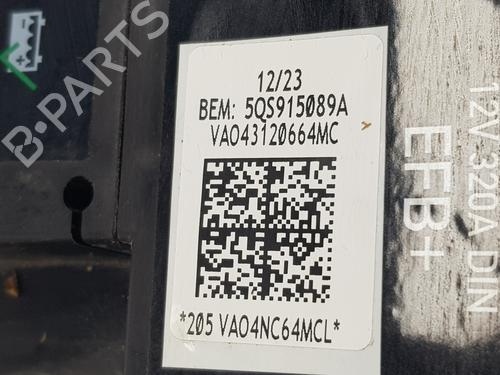 12/23
BEM: 5QS915089A
VAO43120664MC
*205 VAO4NC64MCL*
12V 320A DIN
EFB+
B-PARTS